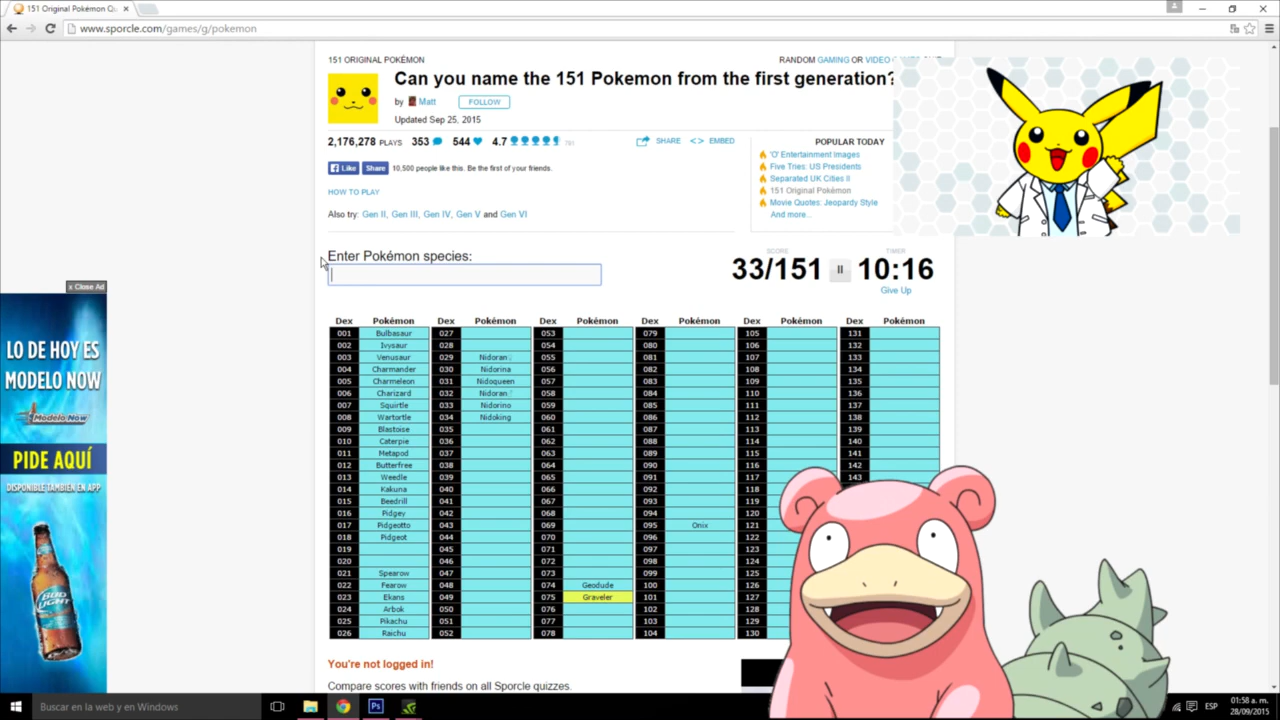 151 Original Pokémon Qu
www.sporcle.com/games/g/pokemon
151 ORIGINAL POKÉMON
RANDOM GAMING OR VIDEO
Can you name the 151 Pokemon from the first generation?
by Matt FOLLOW
Updated Sep 25, 2015
2,176,278 PLAYS 353 544 4.7 SHARE <> EMBED
POPULAR TODAY
'O' Entertainment Images
Five Tries: US Presidents
Separated UK Cities II
151 Original Pokémon
Movie Quotes: Jeopardy Style
And more...
Like Share 10,500 people like this. Be the first of your friends.
HOW TO PLAY
Also try: Gen II, Gen III, Gen IV, Gen V and Gen VI
Enter Pokémon species:
SCORE TIMER
33/151 10:16
Give Up
x Close Ad
LO DE HOY ES
MODELO NOW
ModeloNow
PIDE AQUÍ
DISPONIBLE TAMBIÉN EN APP
Dex Pokémon Dex Pokémon Dex Pokémon Dex Pokémon Dex Pokémon Dex Pokémon
001 Bulbasaur 027 053 079 105 131
002 Ivysaur 028 054 080 106 132
003 Venusaur 029 Nidoran 055 081 107 133
004 Charmander 030 Nidorina 056 082 108 134
005 Charmeleon 031 Nidoqueen 057 083 109 135
006 Charizard 032 Nidoran 058 084 110 136
007 Squirtle 033 Nidorino 059 085 111 137
008 Wartortle 034 Nidoking 060 086 112 138
009 Blastoise 035 061 087 113 139
010 Caterpie 036 062 088 114 140
011 Metapod 037 063 089 115 141
012 Butterfree 038 064 090 116 142
013 Weedle 039 065 091 117 143
014 Kakuna 040 066 092 118
015 Beedrill 041 067 093 119
016 Pidgey 042 068 094 120
017 Pidgeotto 043 069 095 Onix 121
018 Pidgeot 044 070 096 122
019 045 071 097 123
020 046 072 098 124
021 Spearow 047 073 099 125
022 Fearow 048 074 Geodude 100 126
023 Ekans 049 075 Graveler 101 127
024 Arbok 050 076 102 128
025 Pikachu 051 077 103 129
026 Raichu 052 078 104 130
You're not logged in!
Compare scores with friends on all Sporcle quizzes.
Buscar en la web y en Windows
ESP
01:58 a. m.
28/09/2015